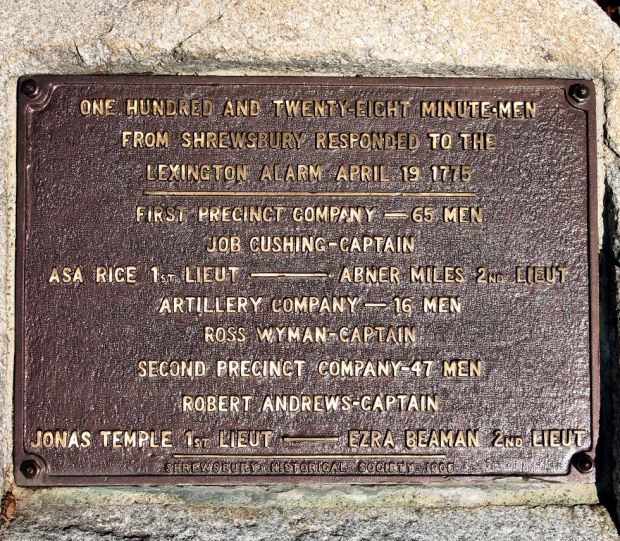 ONE HUNDRED AND TWENTY-EIGHT MINUTE-MEN
FROM SHREWSBURY RESPONDED TO THE
LEXINGTON ALARM APRIL 19 1775
FIRST PRECINCT COMPANY — 65 MEN
JOB CUSHING-CAPTAIN
ASA RICE 1ST LIEUT — ABNER MILES 2ND LIEUT
ARTILLERY COMPANY — 16 MEN
ROSS WYMAN-CAPTAIN
SECOND PRECINCT COMPANY-47 MEN
ROBERT ANDREWS-CAPTAIN
JONAS TEMPLE 1ST LIEUT — EZRA BEAMAN 2ND LIEUT
SHREWSBURY HISTORICAL SOCIETY